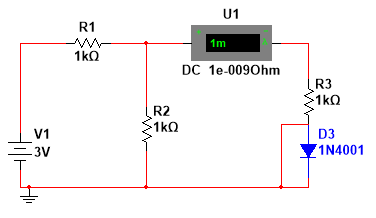 U1
R1
1kΩ
1m
DC 1e-009Ohm
R3
1kΩ
R2
1kΩ
V1
3V
D3
1N4001